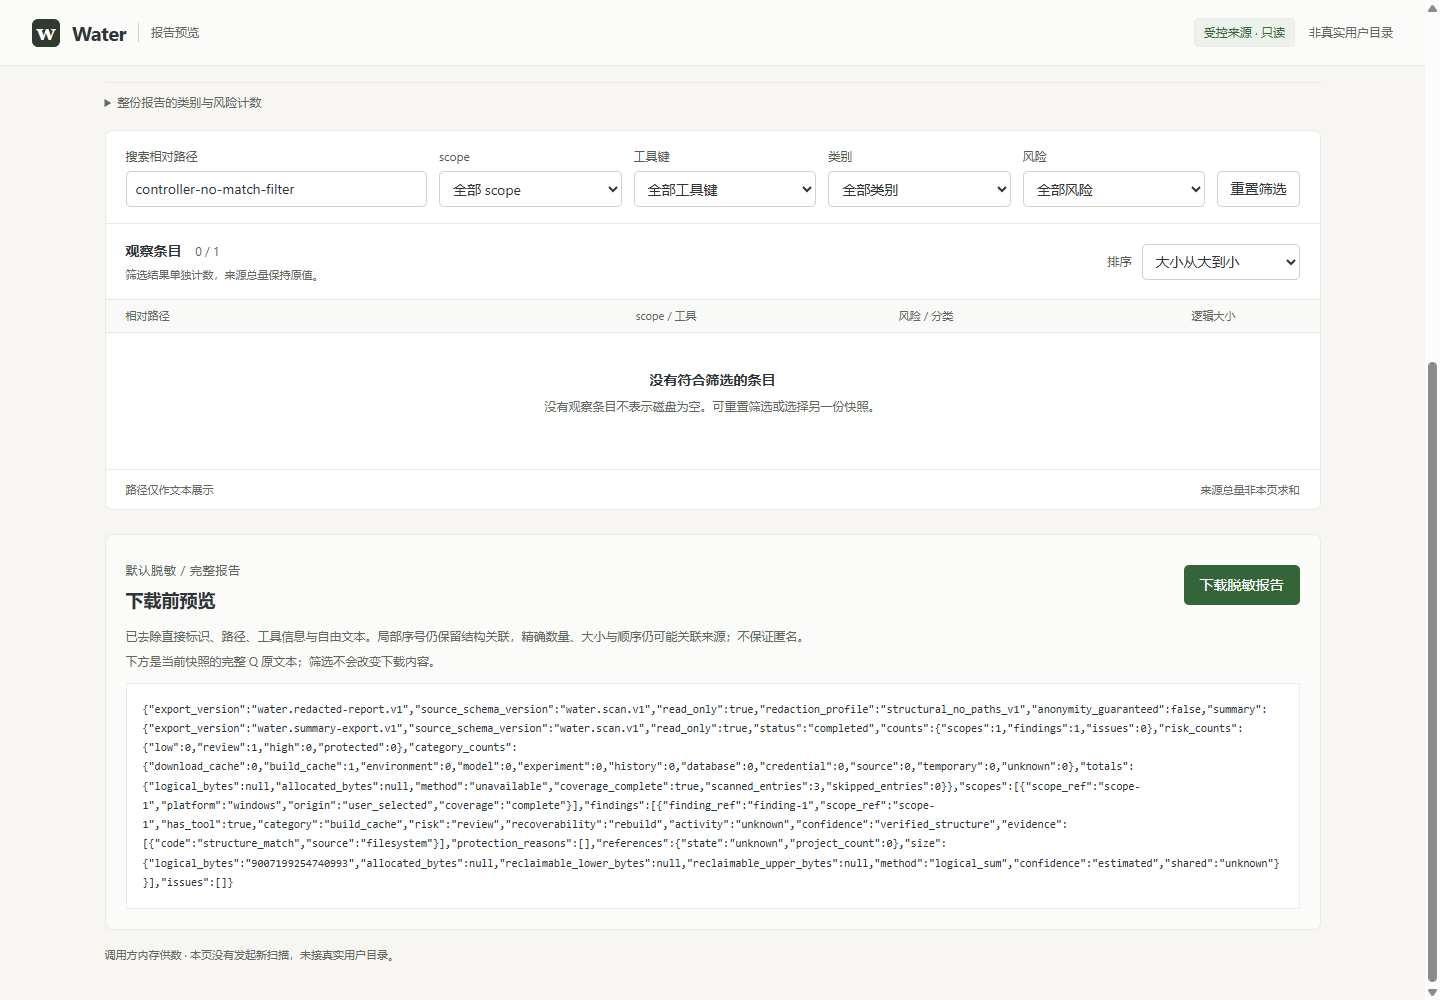 w Water 报告预览 受控来源 · 只读 非真实用户目录
▶ 整份报告的类别与风险计数
搜索相对路径 scope 工具键 类别 风险
controller-no-match-filter 全部 scope 全部工具键 全部类别 全部风险 重置筛选
观察条目 0 / 1
筛选结果单独计数，来源总量保持原值。
排序 大小从大到小
相对路径 scope / 工具 风险 / 分类 逻辑大小
没有符合筛选的条目
没有观察条目不表示磁盘为空。可重置筛选或选择另一份快照。
路径仅作文本展示 来源总量非本页求和
默认脱敏 / 完整报告
下载前预览
下载脱敏报告
已去除直接标识、路径、工具信息与自由文本。局部序号仍保留结构关联，精确数量、大小与顺序仍可能关联来源；不保证匿名。
下方是当前快照的完整 Q 原文本；筛选不会改变下载内容。
{"export_version":"water.redacted-report.v1","source_schema_version":"water.scan.v1","read_only":true,"redaction_profile":"structural_no_paths_v1","anonymity_guaranteed":false,"summary":
{"export_version":"water.summary-export.v1","source_schema_version":"water.scan.v1","read_only":true,"status":"completed","counts":{"scopes":1,"findings":1,"issues":0},"risk_counts":
{"low":0,"review":1,"high":0,"protected":0},"category_counts":
{"download_cache":0,"build_cache":1,"environment":0,"model":0,"experiment":0,"history":0,"database":0,"credential":0,"source":0,"temporary":0,"unknown":0},"totals":
{"logical_bytes":null,"allocated_bytes":null,"method":"unavailable","coverage_complete":true,"scanned_entries":3,"skipped_entries":0}},"scopes":[{"scope_ref":"scope-
1","platform":"windows","origin":"user_selected","coverage":"complete"}],"findings":[{"finding_ref":"finding-1","scope_ref":"scope-
1","has_tool":true,"category":"build_cache","risk":"review","recoverability":"rebuild","activity":"unknown","confidence":"verified_structure","evidence":
[{"code":"structure_match","source":"filesystem"}],"protection_reasons":[],"references":{"state":"unknown","project_count":0},"size":
{"logical_bytes":"9007199254740993","allocated_bytes":null,"reclaimable_lower_bytes":null,"reclaimable_upper_bytes":null,"method":"logical_sum","confidence":"estimated","shared":"unknown"}
}],"issues":[]}
调用方内存供数 · 本页没有发起新扫描，未接真实用户目录。